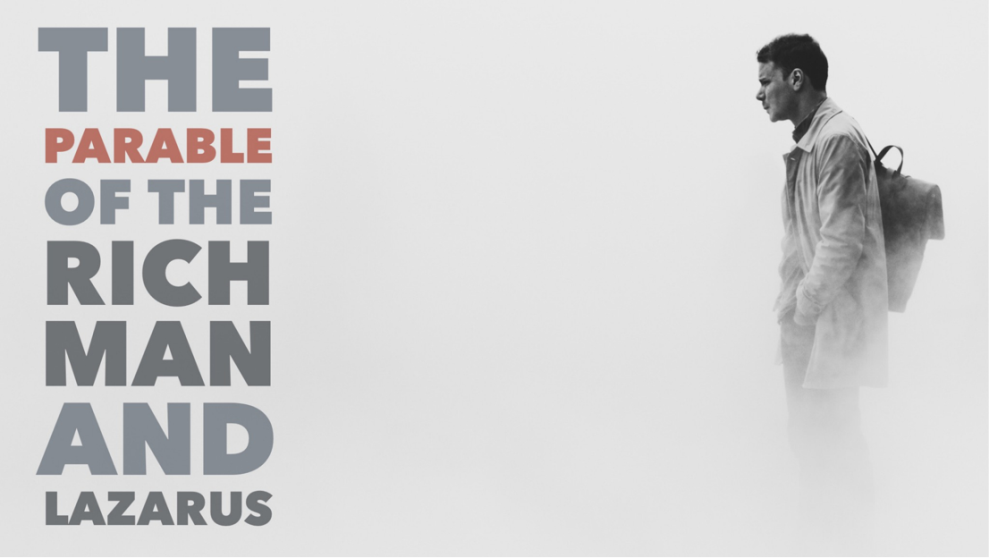 THE
PARABLE
OF THE
RICH
MAN
AND
LAZARUS